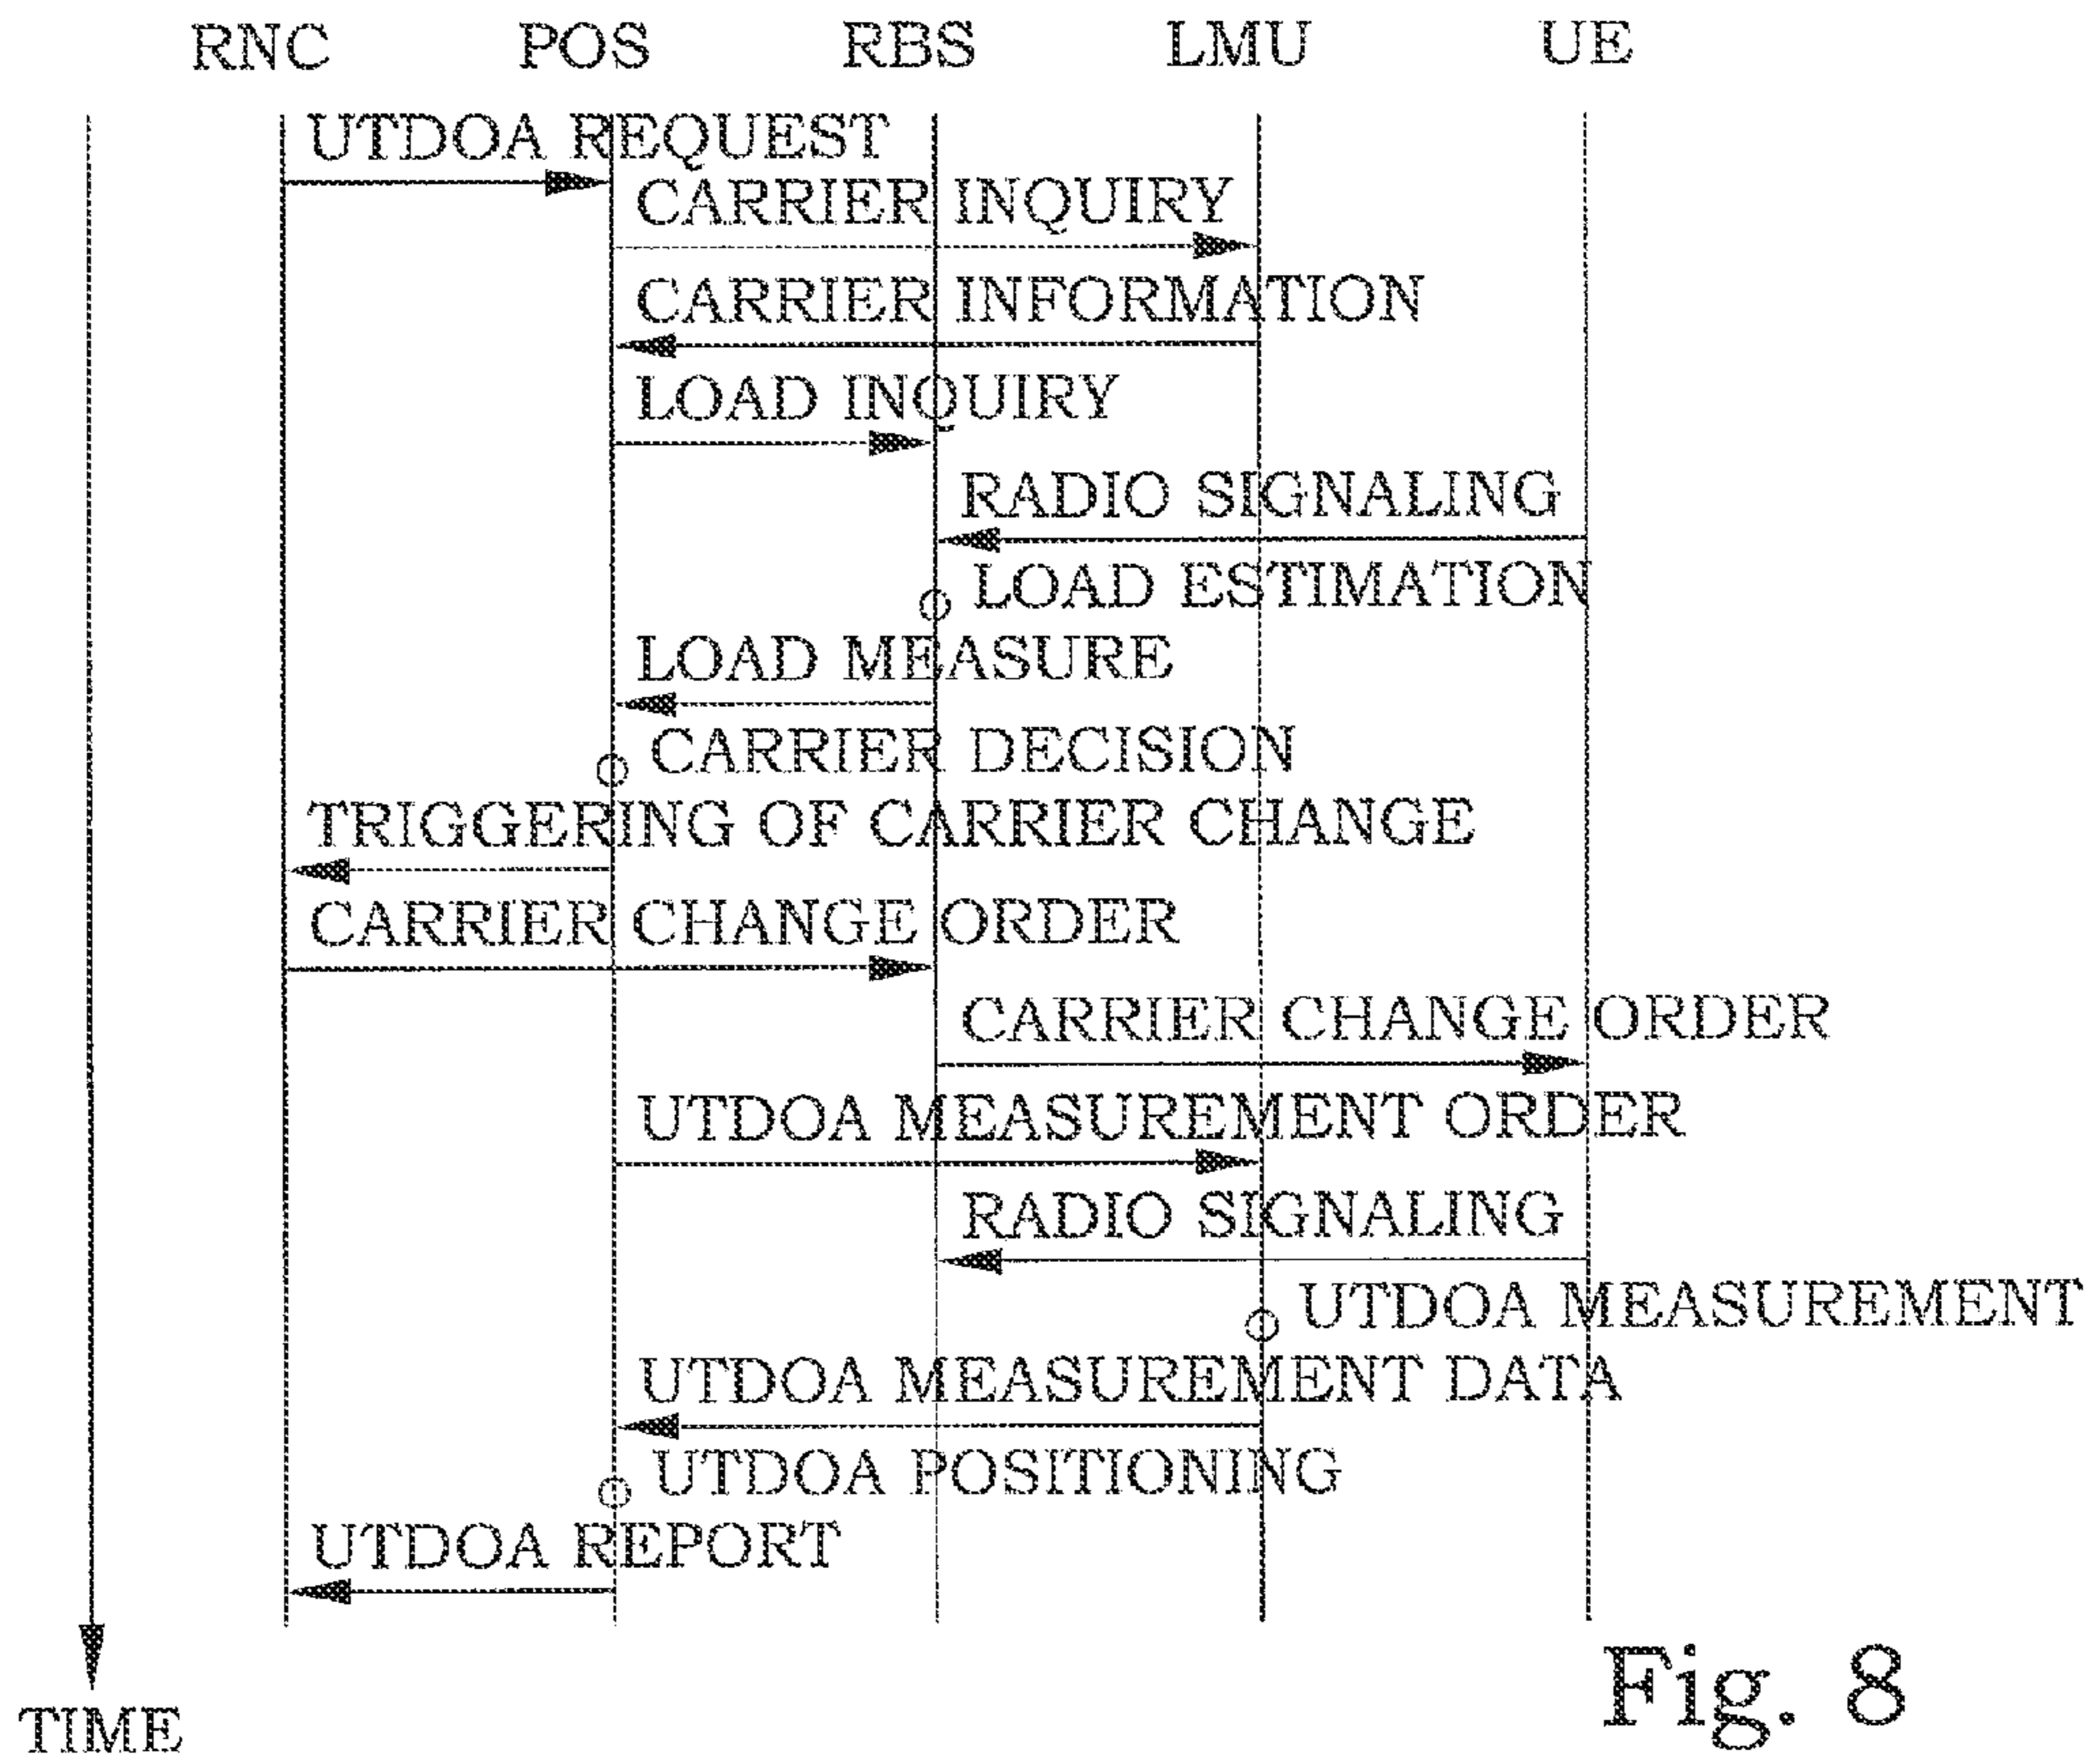 RNC POS RBS LMU UE
UTDOA REQUEST
CARRIER INQUIRY
CARRIER INFORMATION
LOAD INQUIRY
RADIO SIGNALING
LOAD ESTIMATION
LOAD MEASURE
CARRIER DECISION
TRIGGERING OF CARRIER CHANGE
CARRIER CHANGE ORDER
CARRIER CHANGE ORDER
UTDOA MEASUREMENT ORDER
RADIO SIGNALING
UTDOA MEASUREMENT
UTDOA MEASUREMENT DATA
UTDOA POSITIONING
UTDOA REPORT
TIME
Fig. 8